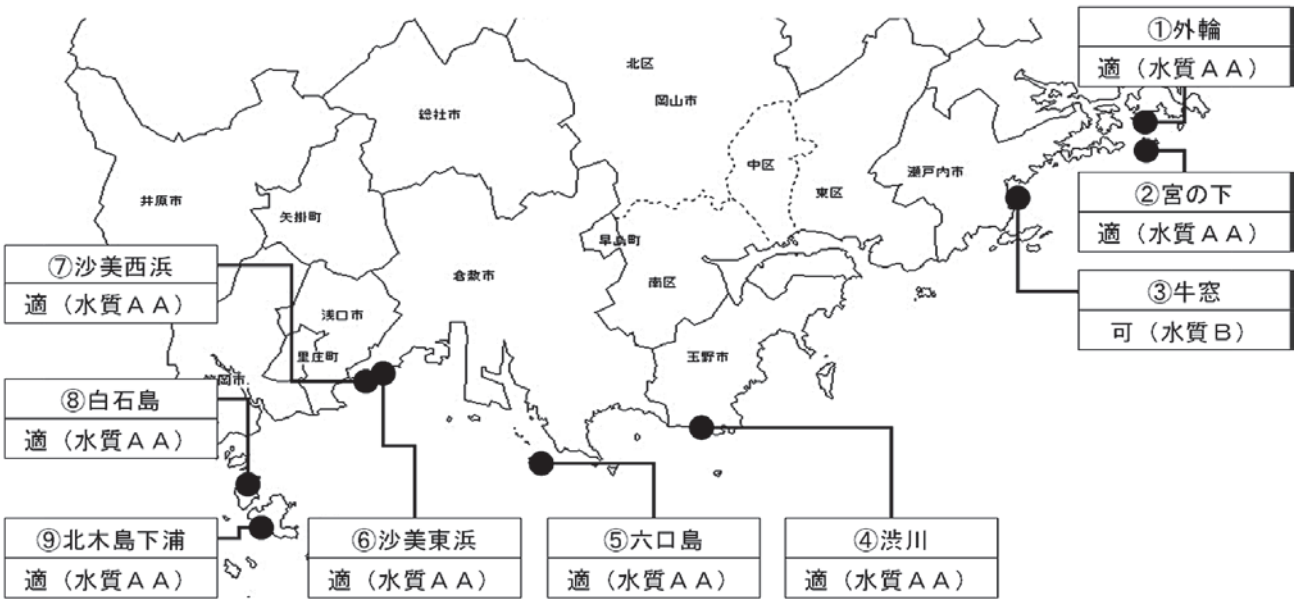 ①外輪
適（水質ＡＡ）
北区
岡山市
総社市
中区
瀬戸内市
東区
②宮の下
適（水質ＡＡ）
井原市
矢掛町
早島町
⑦沙美西浜
適（水質ＡＡ）
倉敷市
南区
③牛窓
可（水質Ｂ）
浅口市
里庄町
玉野市
笠岡市
⑧白石島
適（水質ＡＡ）
⑨北木島下浦
適（水質ＡＡ）
⑥沙美東浜
適（水質ＡＡ）
⑤六口島
適（水質ＡＡ）
④渋川
適（水質ＡＡ）